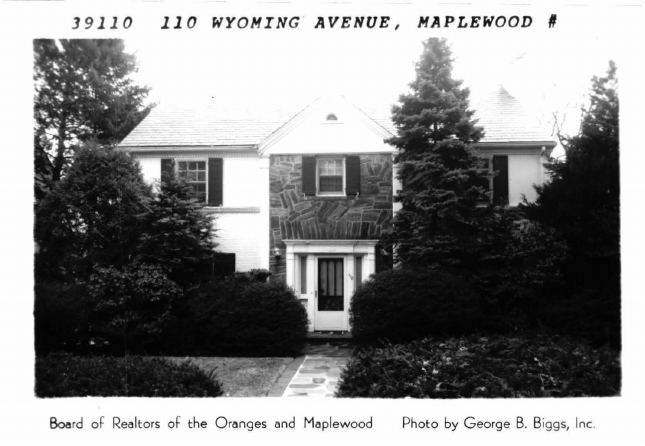 39110 110 WYOMING AVENUE, MAPLEWOOD #
Board of Realtors of the Oranges and Maplewood Photo by George B. Biggs, Inc.